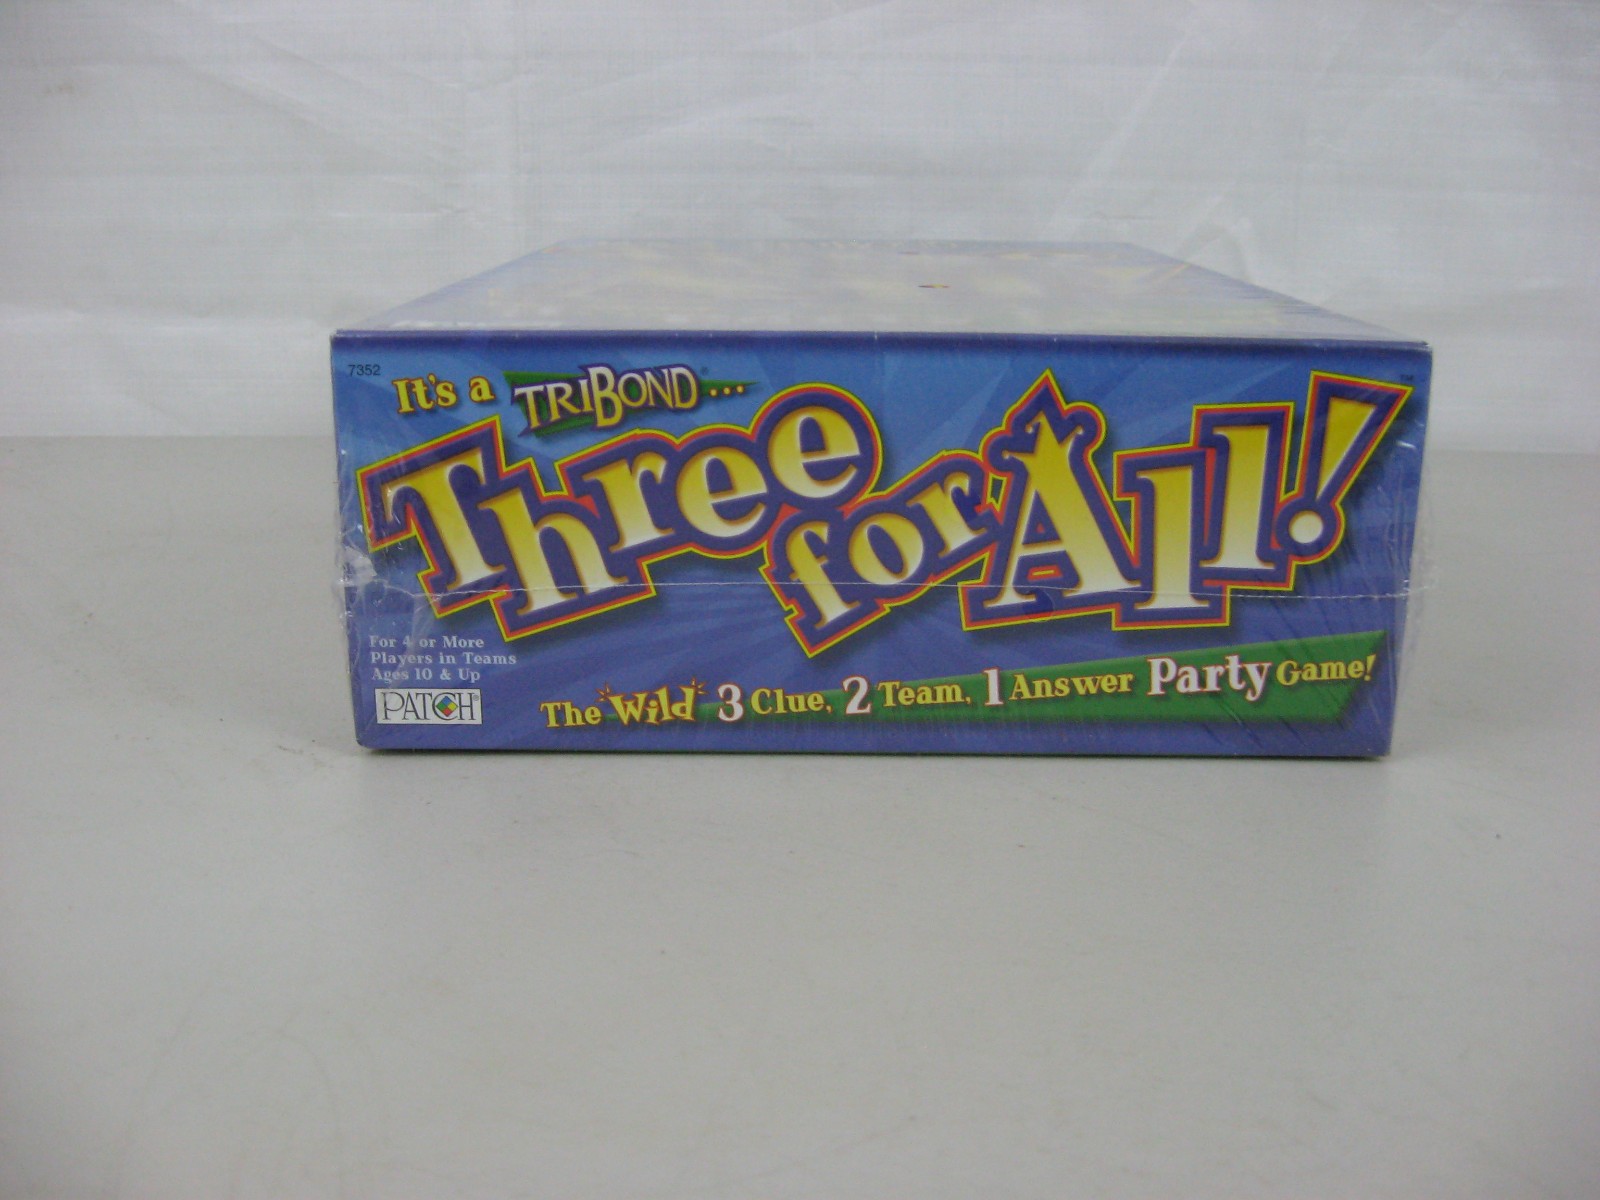 7352
It's a TRIBOND® ...
Three for All!
™
For 4 or More
Players in Teams
Ages 10 & Up
PATCH®
The Wild 3 Clue, 2 Team, 1 Answer Party Game!